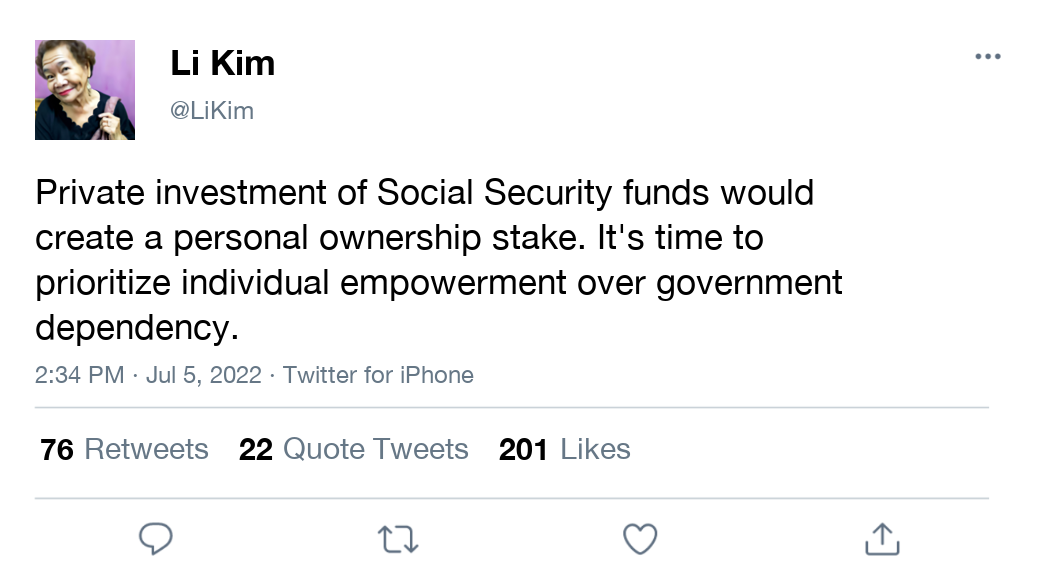 Li Kim
@LiKim
Private investment of Social Security funds would
create a personal ownership stake. It's time to
prioritize individual empowerment over government
dependency.
2:34 PM · Jul 5, 2022 · Twitter for iPhone
76 Retweets 22 Quote Tweets 201 Likes